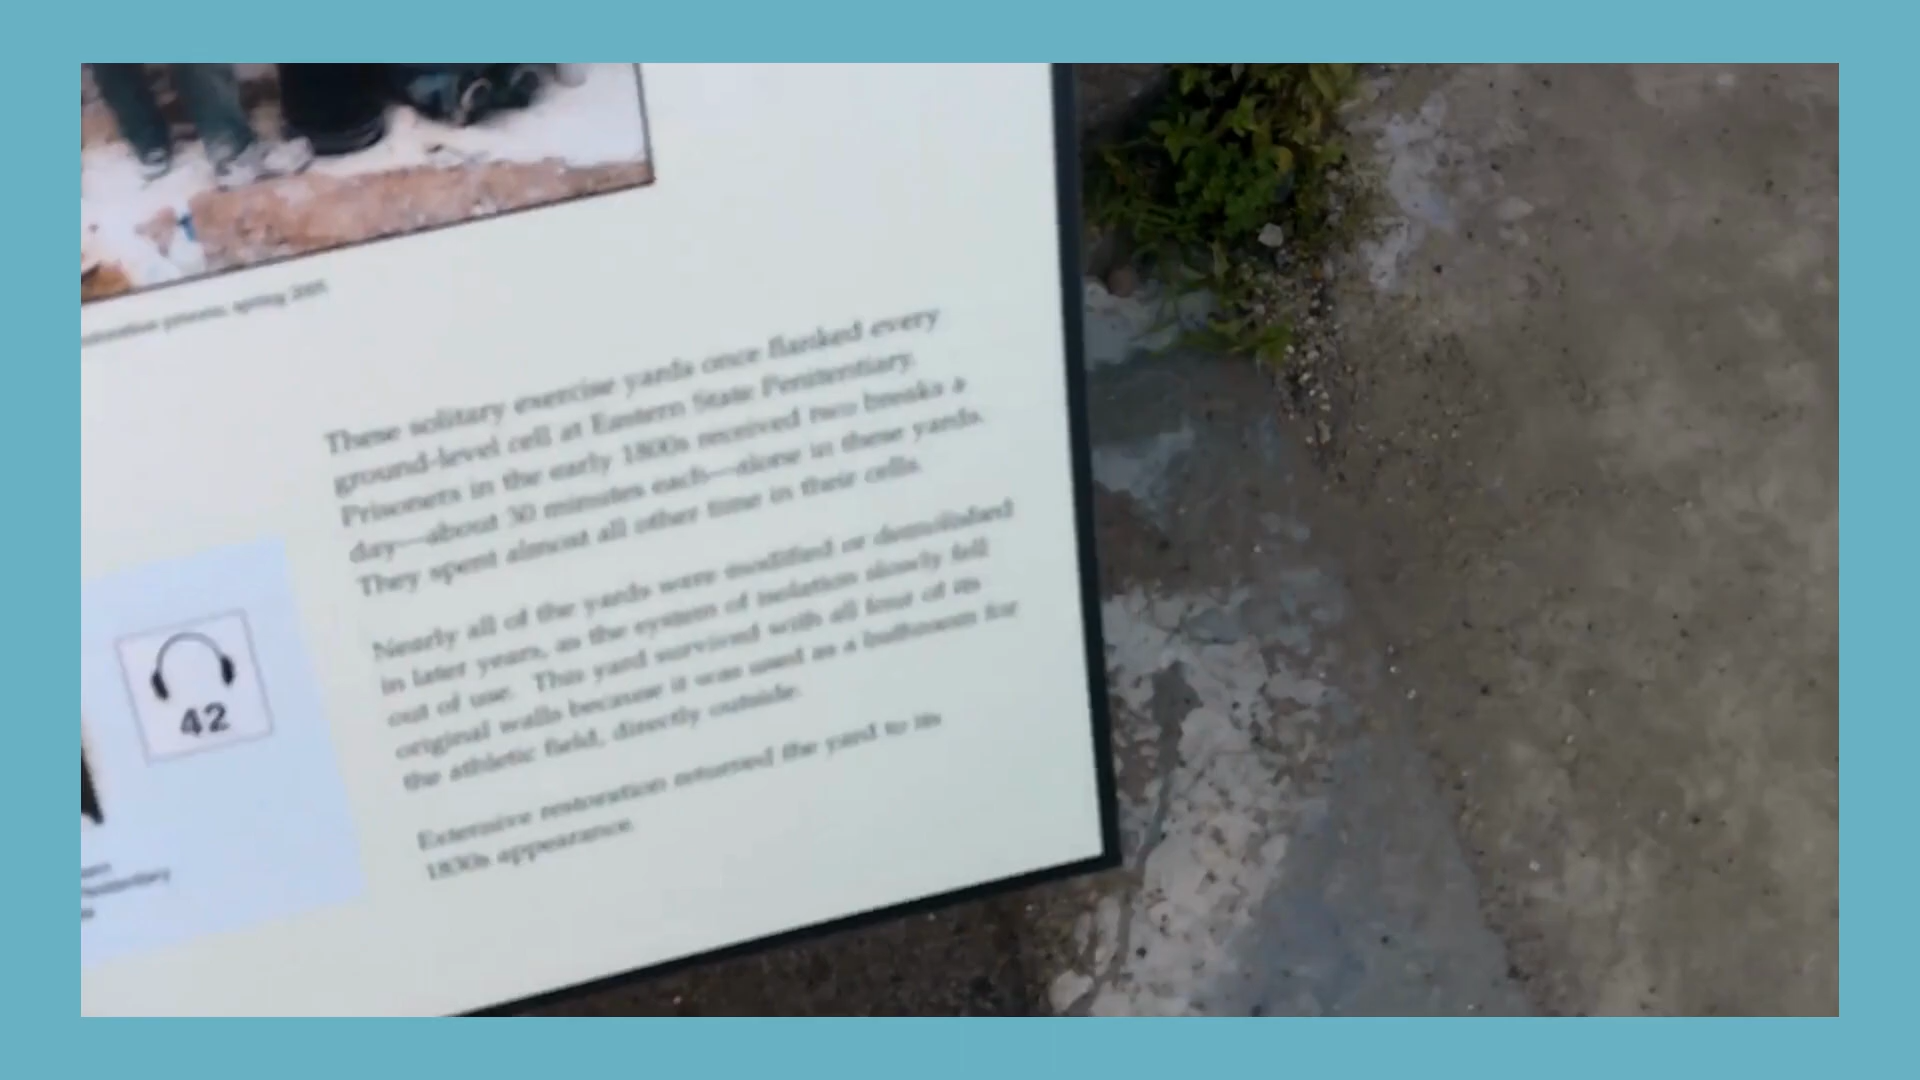 process, spring 2005
These solitary exercise yards once flanked every
ground-level cell at Eastern State Penitentiary.
Prisoners in the early 1800s received two breaks a
day—about 30 minutes each—alone in these yards.
They spent almost all other time in their cells.
Nearly all of the yards were modified or demolished
in later years, as the system of isolation slowly fell
out of use. This yard survived with all four of its
original walls because it was used as a bathroom for
the athletic field, directly outside.
Extensive restoration returned the yard to its
1830s appearance.
42